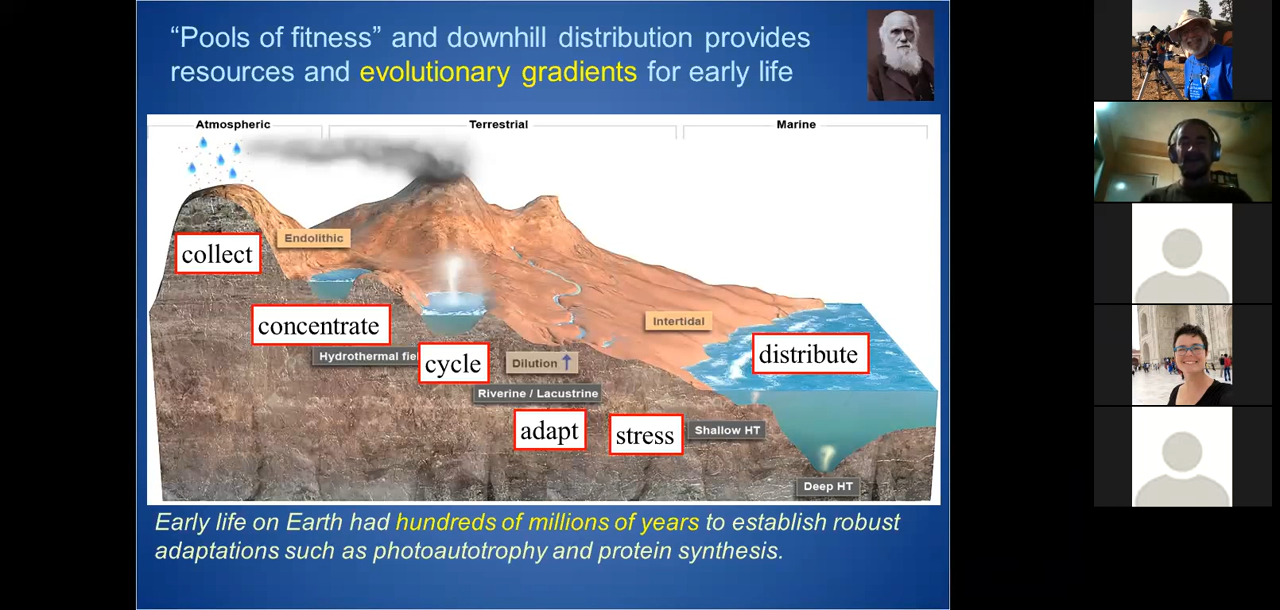 “Pools of fitness” and downhill distribution provides
resources and evolutionary gradients for early life
Atmospheric
Terrestrial
Marine
Endolithic
collect
concentrate
Hydrothermal
cycle
Dilution
Riverine / Lacustrine
Intertidal
distribute
adapt
stress
Shallow HT
Deep HT
Early life on Earth had hundreds of millions of years to establish robust
adaptations such as photoautotrophy and protein synthesis.